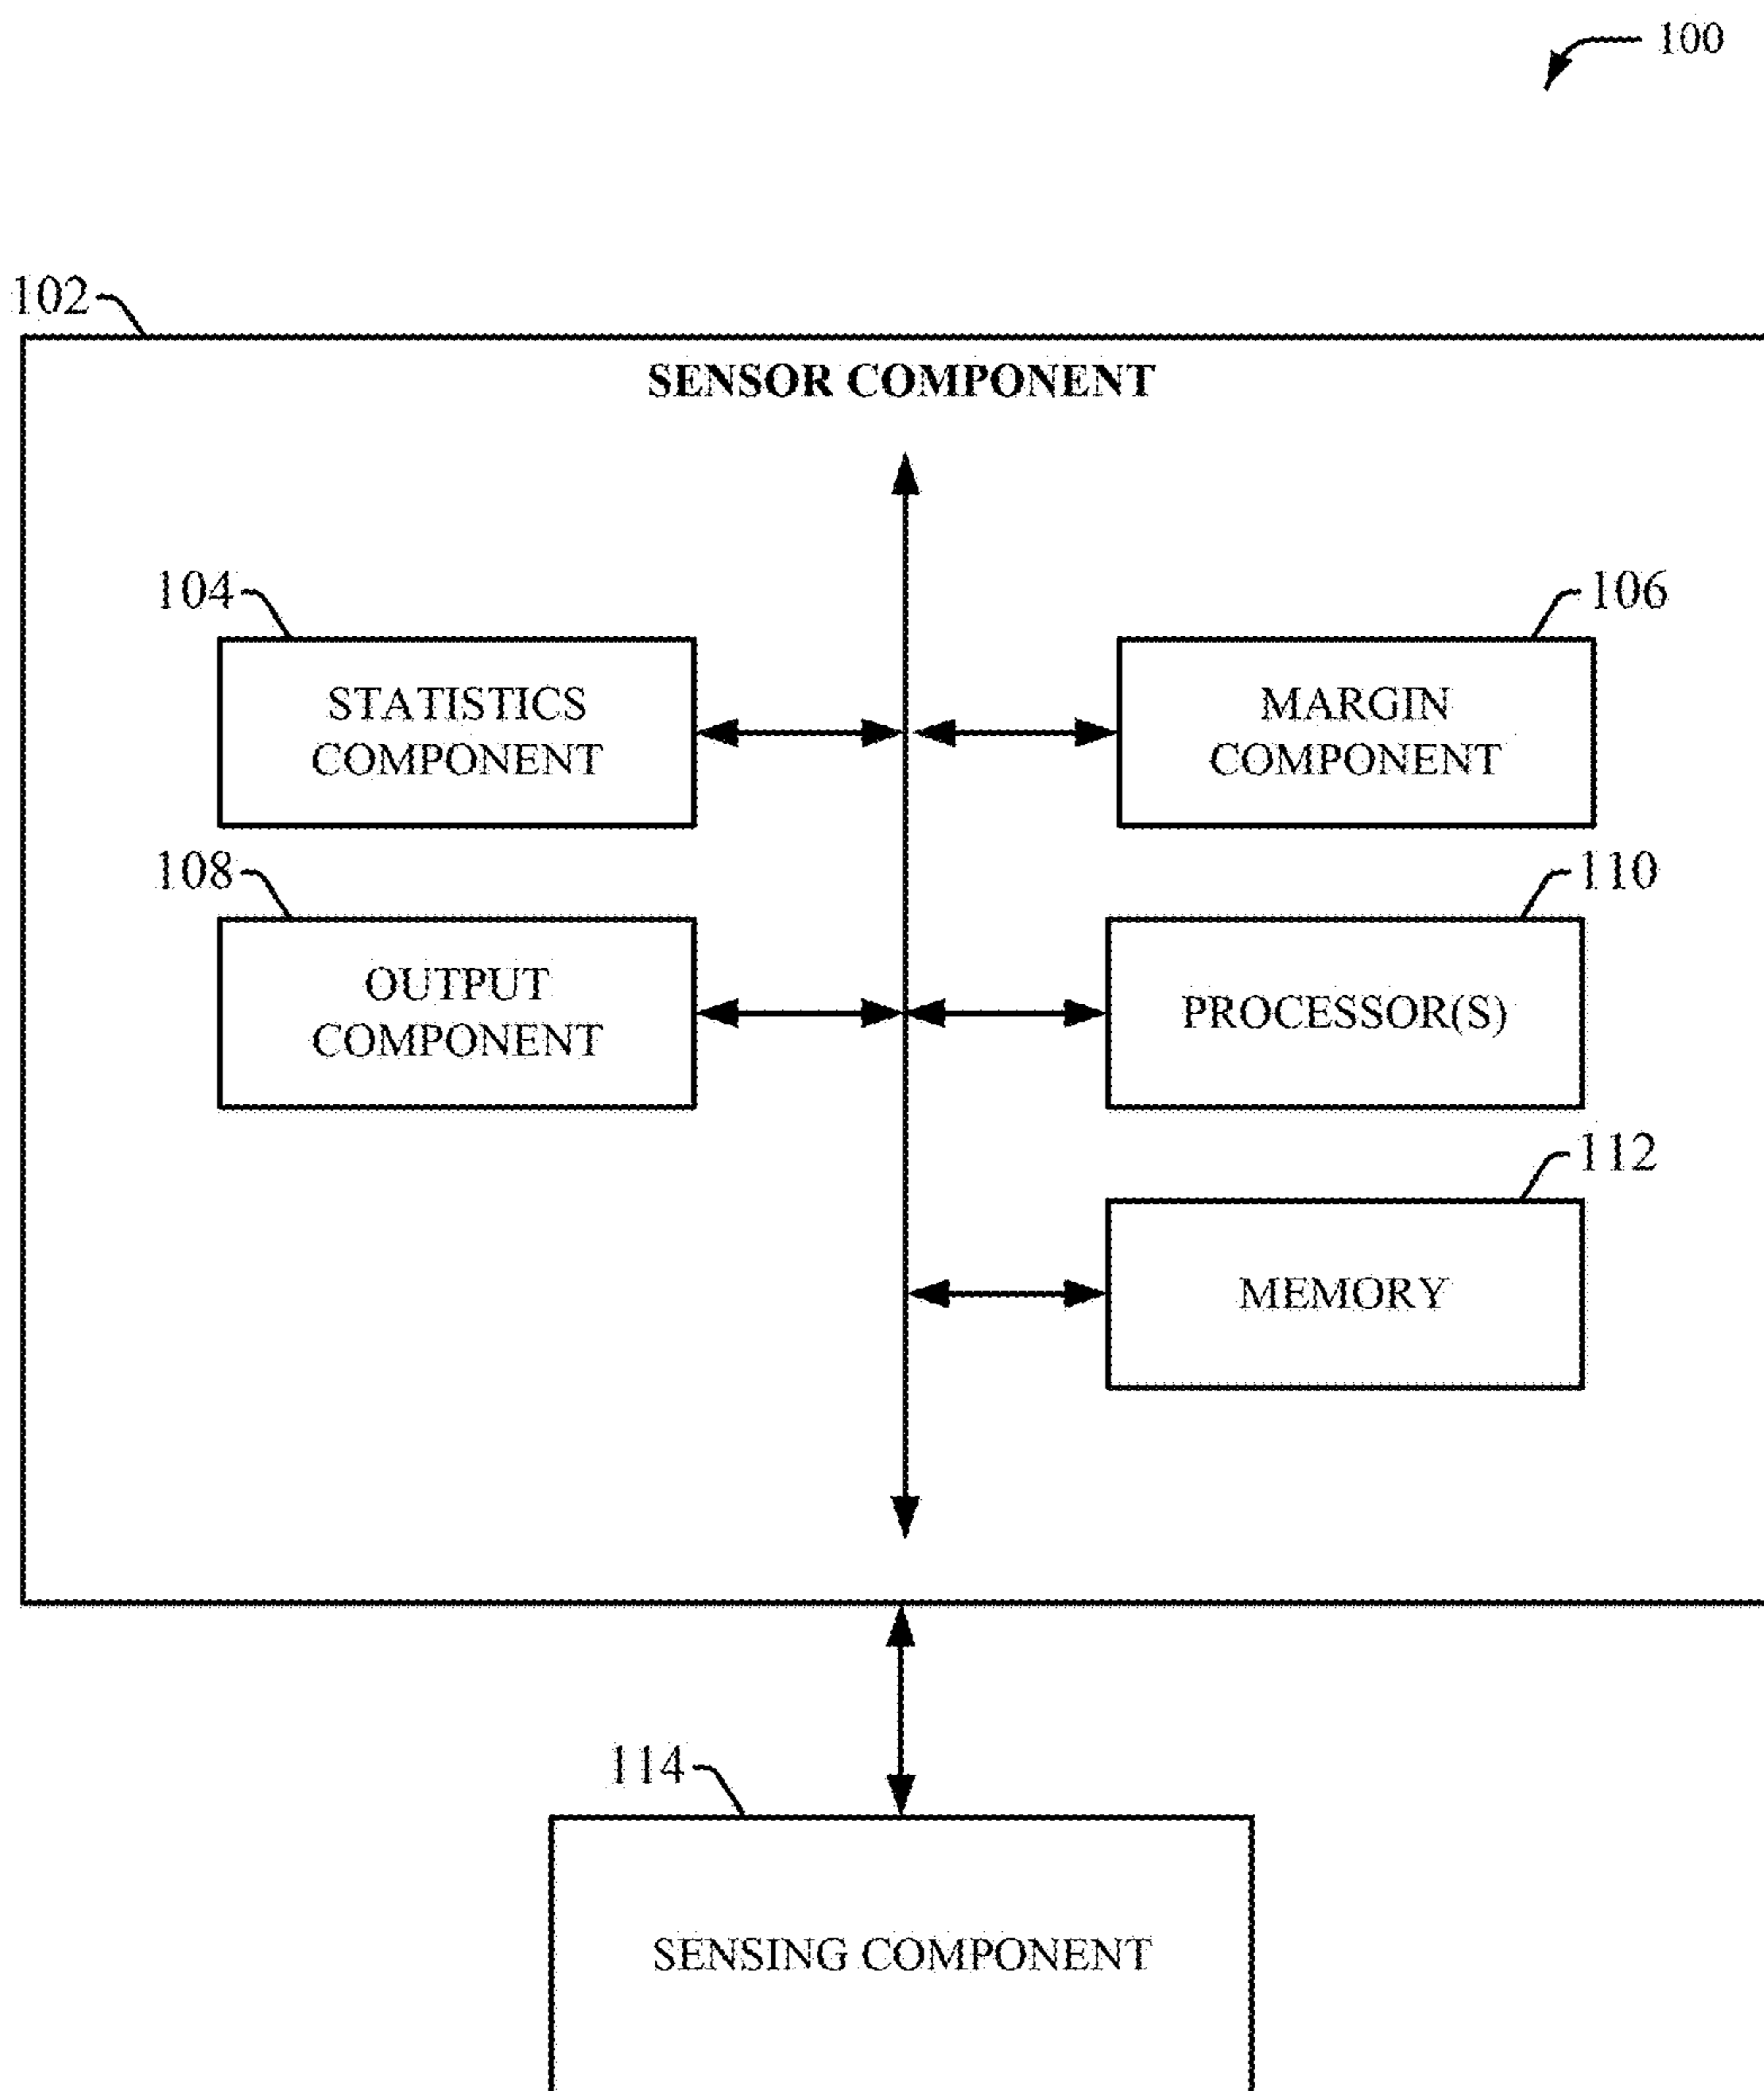 100
102
SENSOR COMPONENT
104
106
STATISTICS
COMPONENT
MARGIN
COMPONENT
108
110
OUTPUT
COMPONENT
PROCESSOR(S)
112
MEMORY
114
SENSING COMPONENT